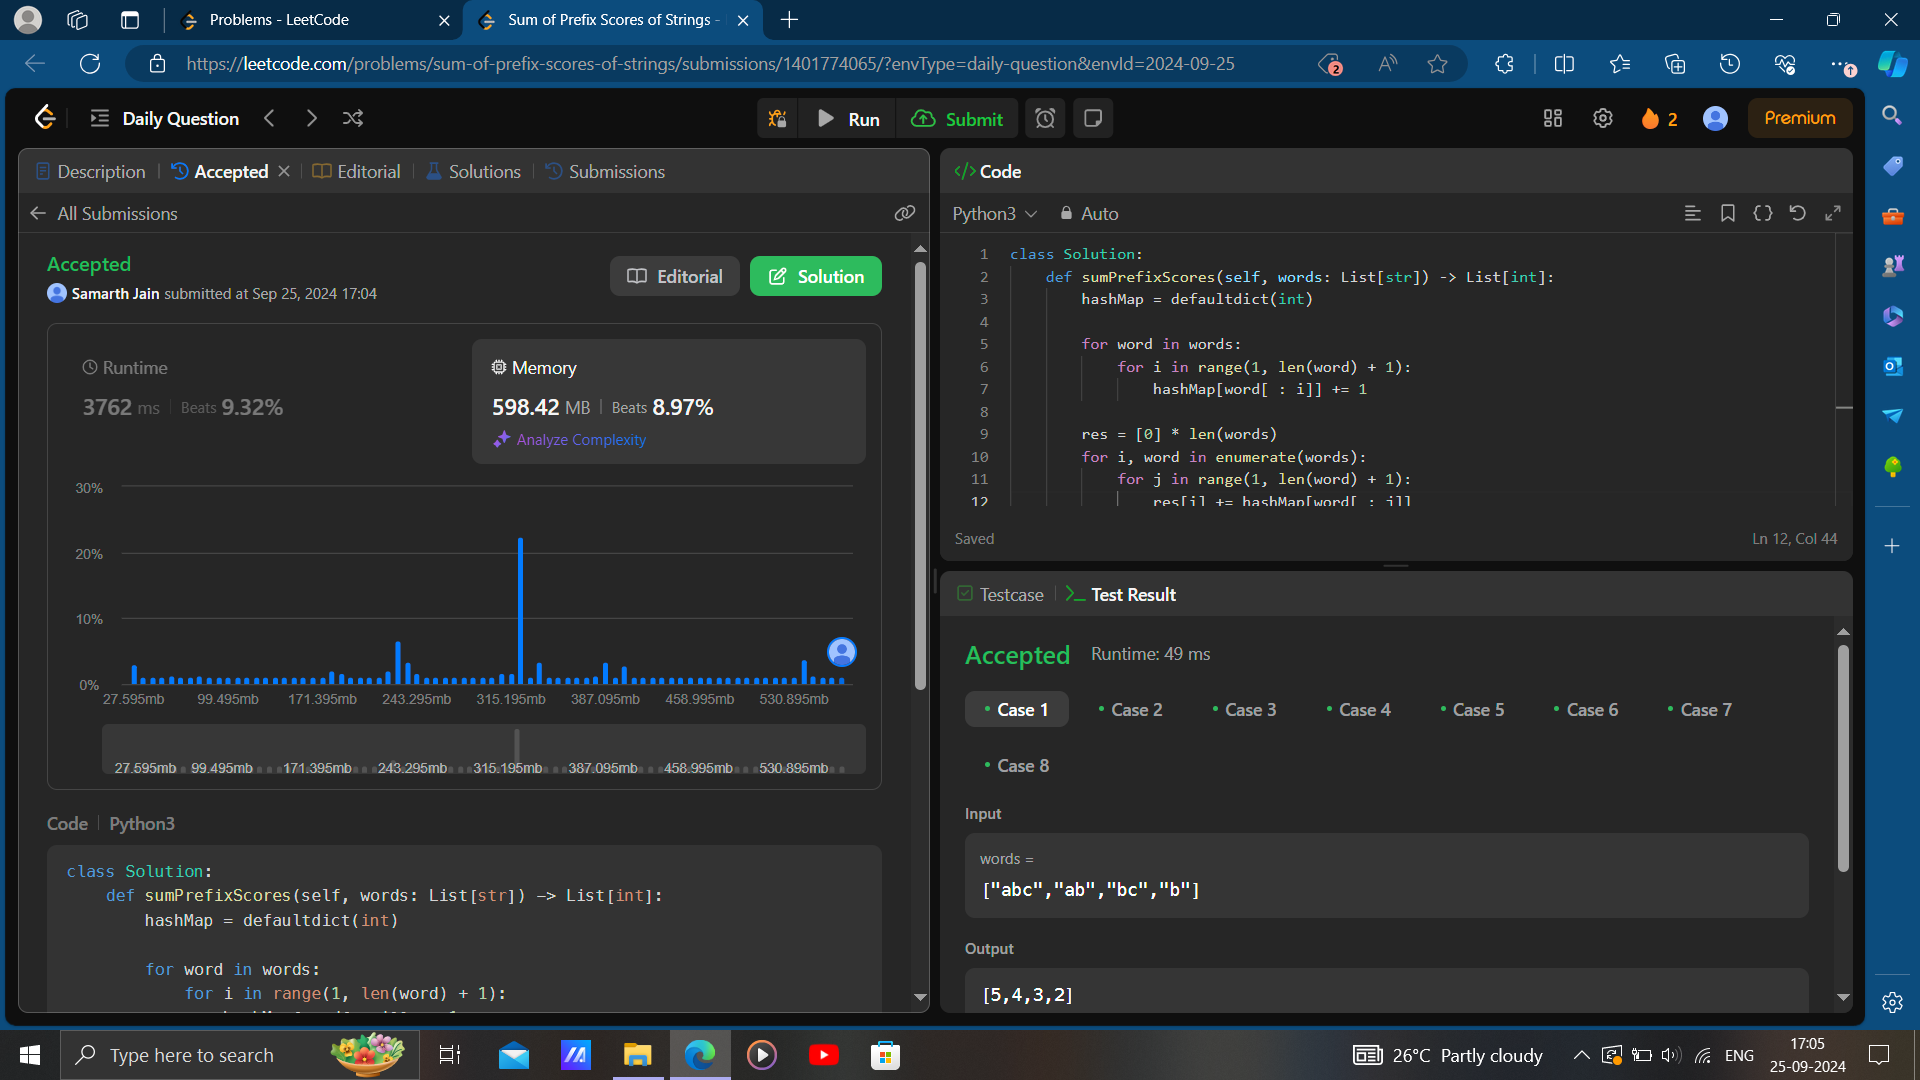 Problems - LeetCode
Sum of Prefix Scores of Strings -
https://leetcode.com/problems/sum-of-prefix-scores-of-strings/submissions/1401774065/?envType=daily-question&envId=2024-09-25
2
Daily Question
Run
Submit
2
Premium
Description
Accepted
Editorial
Solutions
Submissions
All Submissions
Accepted
Samarth Jain submitted at Sep 25, 2024 17:04
Editorial
Solution
Runtime
3762 ms
Beats 9.32%
Memory
598.42 MB
Beats 8.97%
Analyze Complexity
30%
20%
10%
0%
27.595mb 99.495mb 171.395mb 243.295mb 315.195mb 387.095mb 458.995mb 530.895mb
27.595mb 99.495mb 171.395mb 243.295mb 315.195mb 387.095mb 458.995mb 530.895mb
Code
Python3
class Solution:
def sumPrefixScores(self, words: List[str]) -> List[int]:
hashMap = defaultdict(int)
for word in words:
for i in range(1, len(word) + 1):
Code
Python3
Auto
1 class Solution:
2 def sumPrefixScores(self, words: List[str]) -> List[int]:
3 hashMap = defaultdict(int)
4
5 for word in words:
6 for i in range(1, len(word) + 1):
7 hashMap[word[ : i]] += 1
8
9 res = [0] * len(words)
10 for i, word in enumerate(words):
11 for j in range(1, len(word) + 1):
12 res[i] += hashMap[word[ : j]]
Saved
Ln 12, Col 44
Testcase
Test Result
Accepted
Runtime: 49 ms
Case 1
Case 2
Case 3
Case 4
Case 5
Case 6
Case 7
Case 8
Input
words =
["abc","ab","bc","b"]
Output
[5,4,3,2]
Type here to search
26°C Partly cloudy
ENG
17:05
25-09-2024